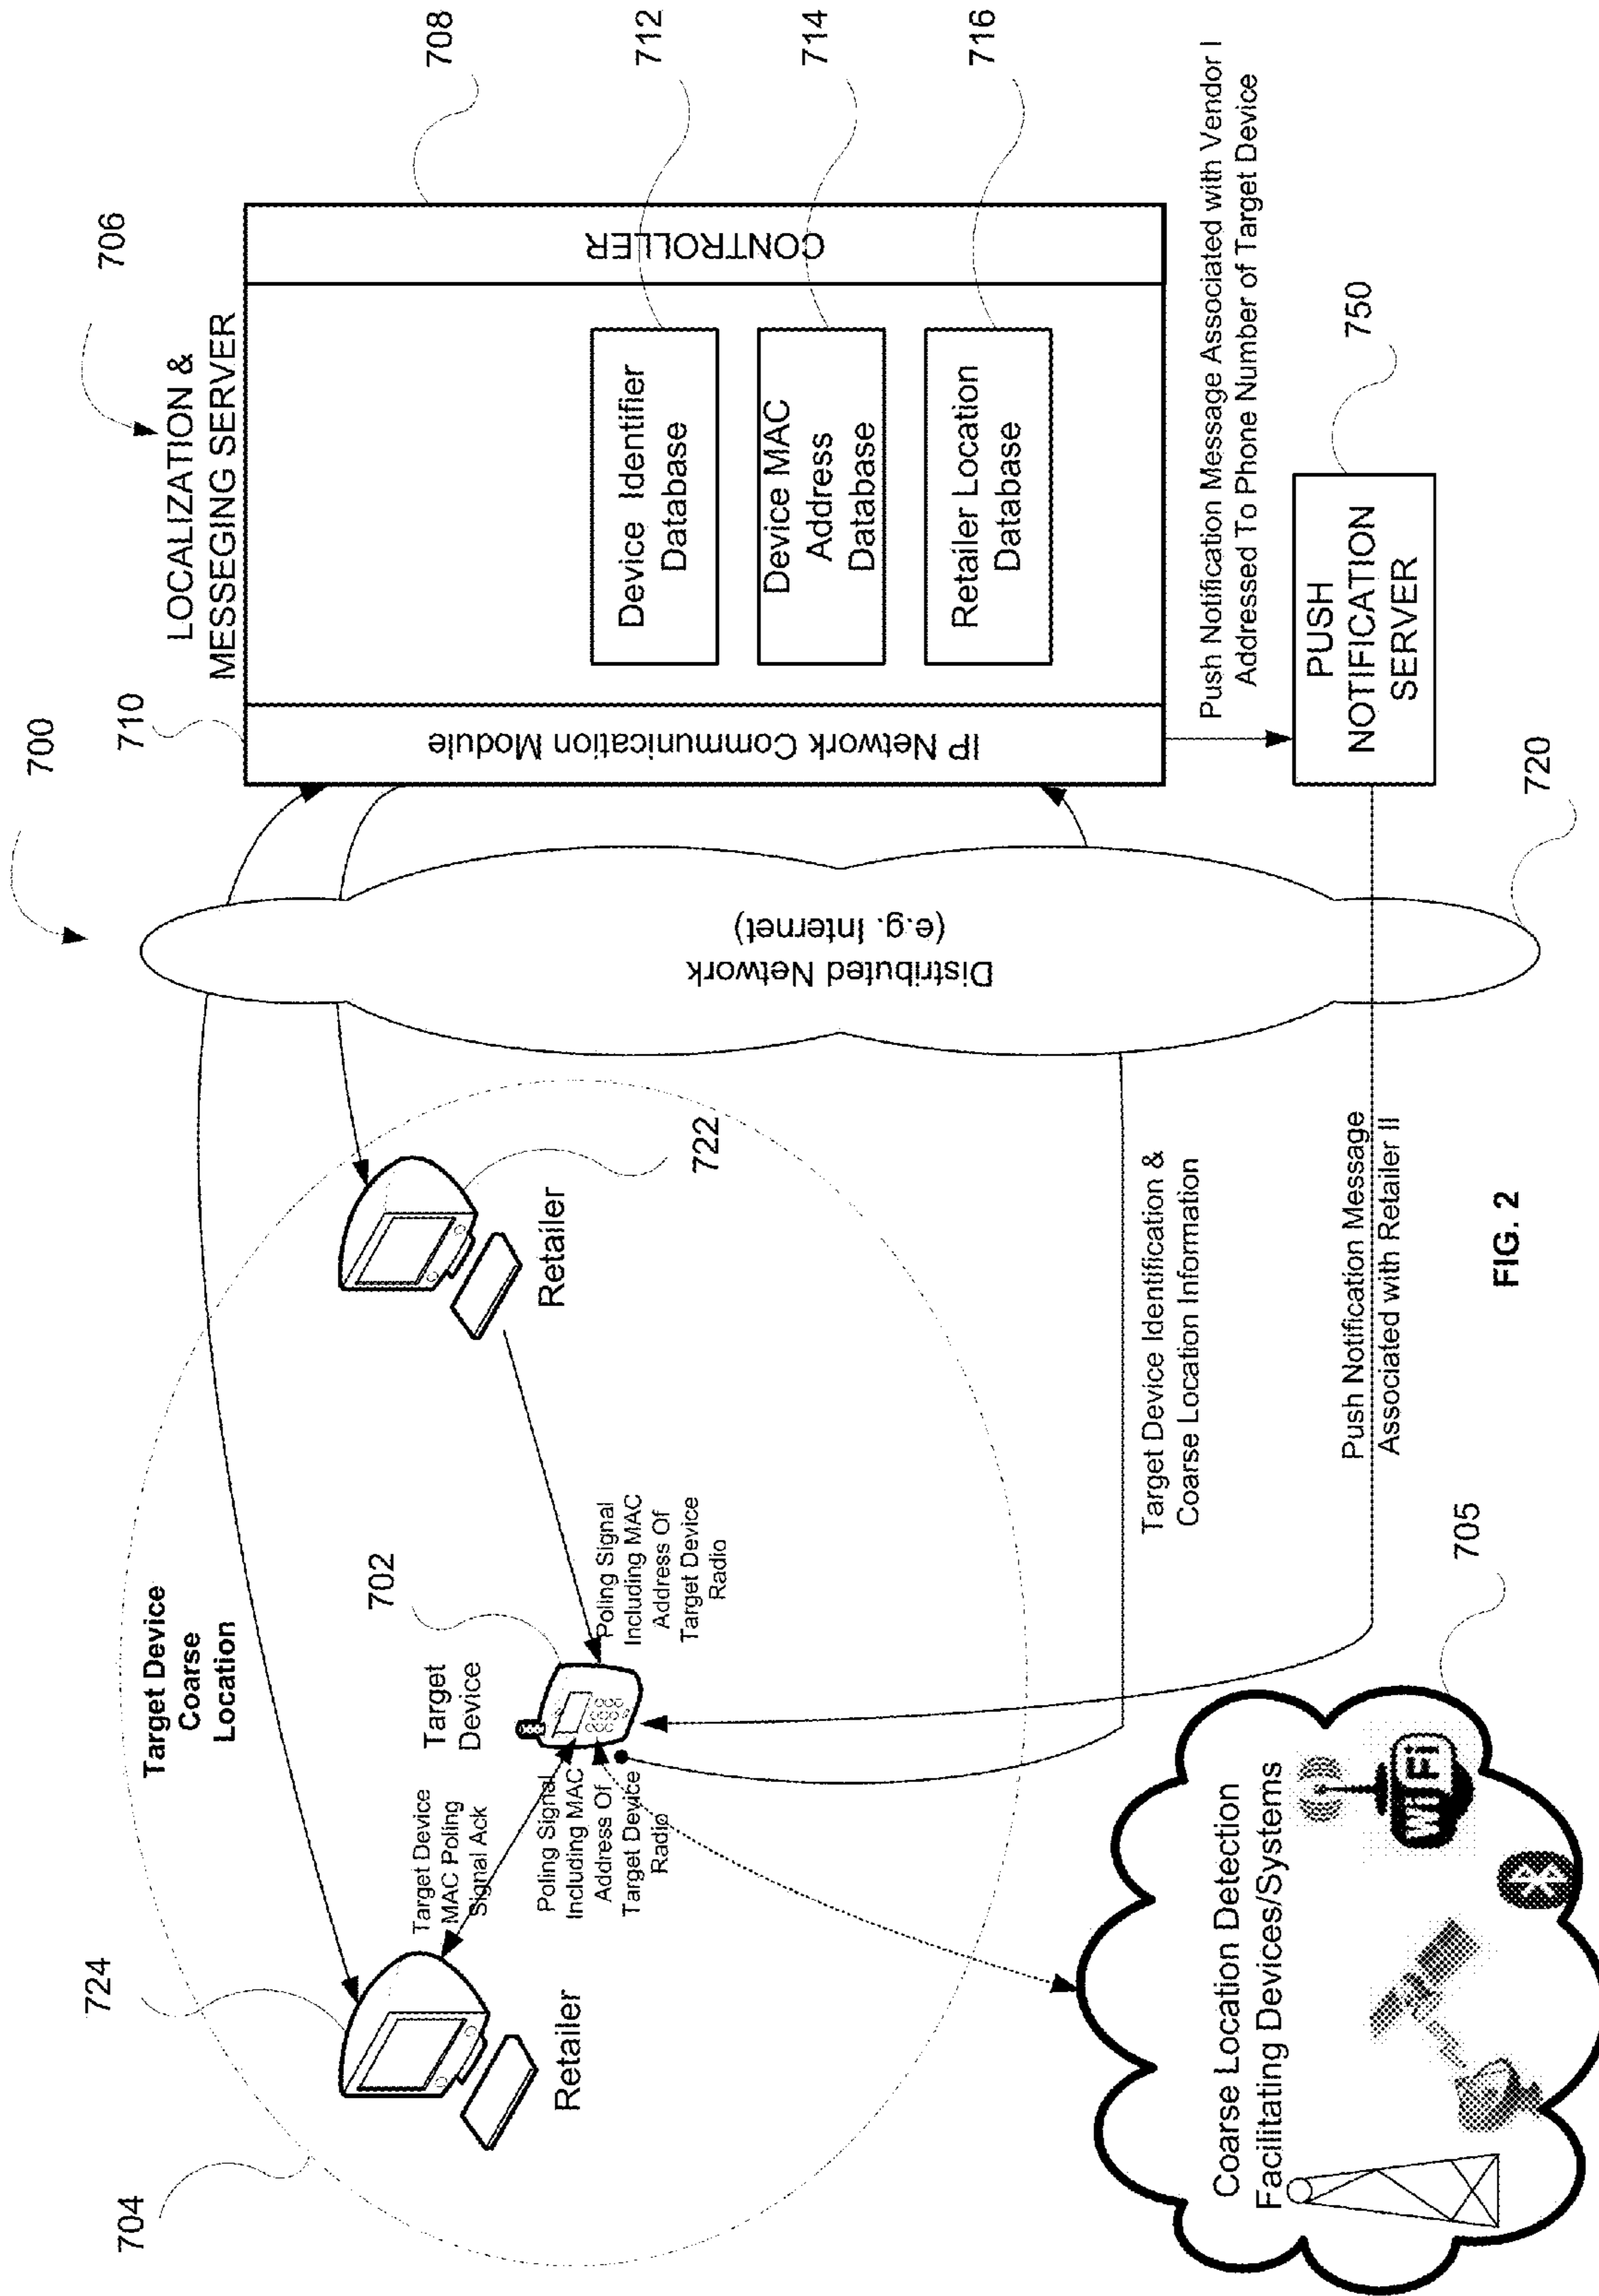 700
706
LOCALIZATION &
MESSEGING SERVER
710
708
712
714
716
IP Network Communication Module
CONTROLLER
Device Identifier
Database
Device MAC
Address
Database
Retailer Location
Database
Push Notification Message Associated with Vendor I
Addressed To Phone Number of Target Device
750
PUSH
NOTIFICATION
SERVER
720
Distributed Network
(e.g. Internet)
704
724
Target Device
Coarse
Location
Retailer
Retailer
722
702
Target
Device
Target Device
MAC Poling
Signal Ack
Poling Signal
Including MAC
Address Of
Target Device
Radio
Poling Signal
Including MAC
Address Of
Target Device
Radio
Target Device Identification &
Coarse Location Information
Push Notification Message
Associated with Retailer II
705
Coarse Location Detection
Facilitating Devices/Systems
Wi Fi
FIG. 2